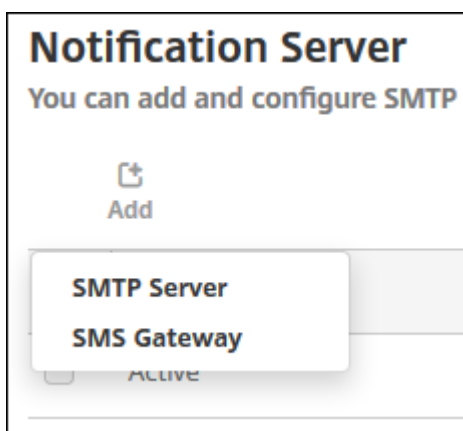 Notification Server
You can add and configure SMTP
Add
SMTP Server
SMS Gateway
Active